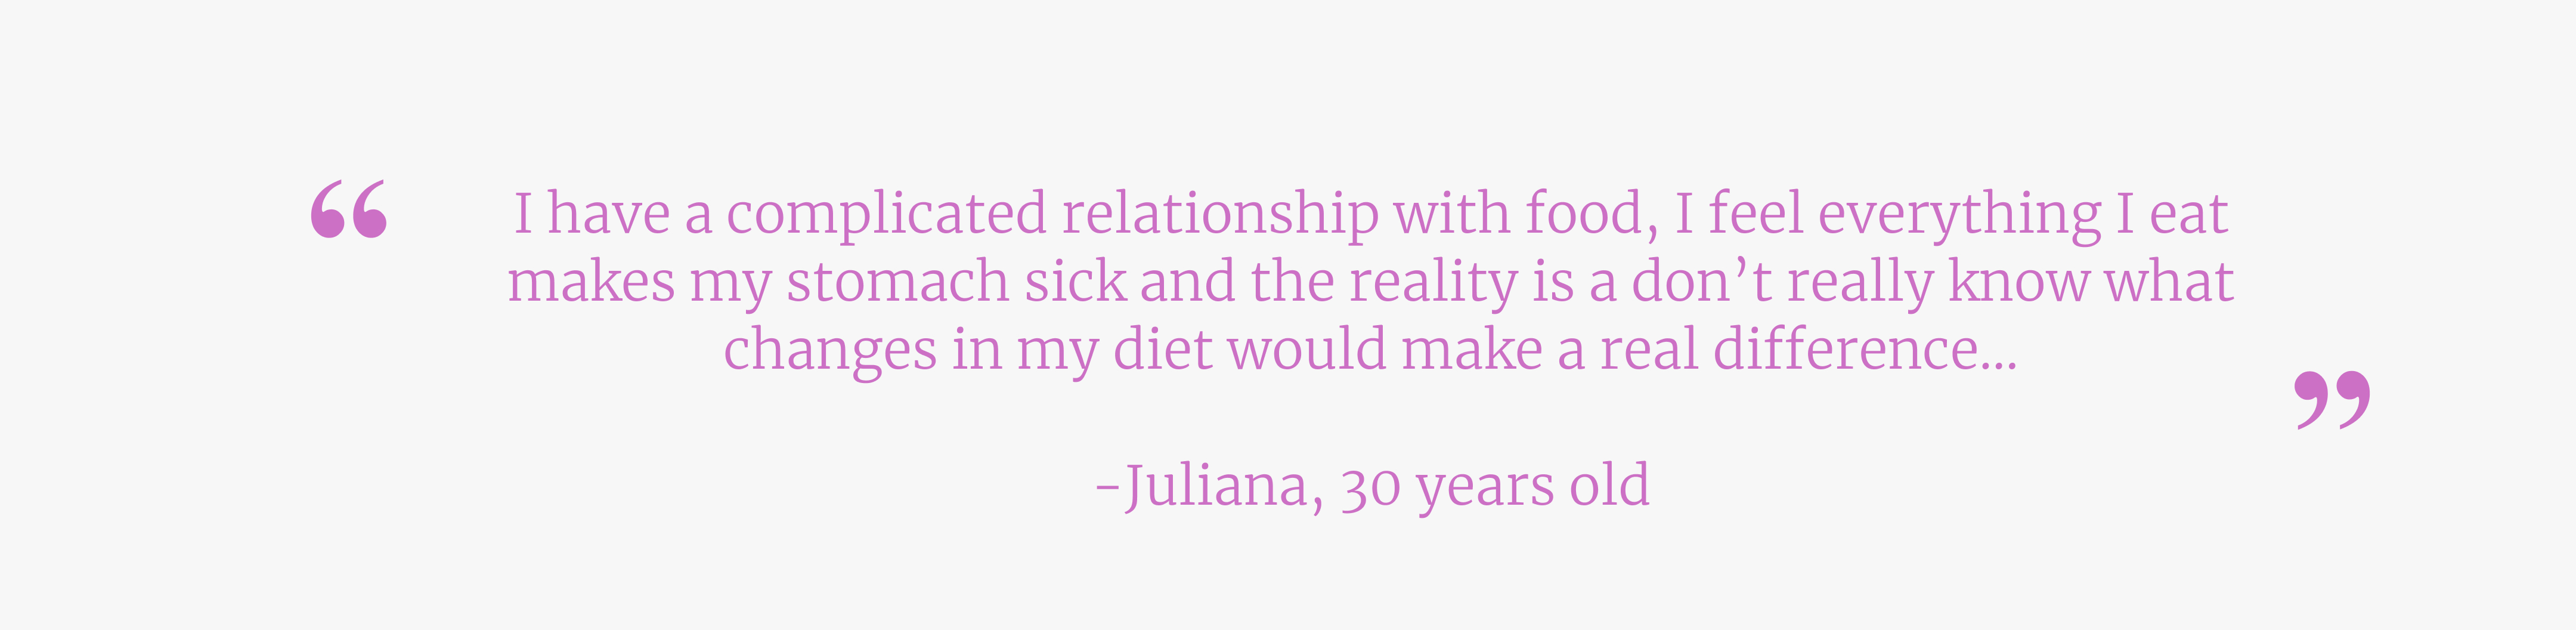 “ I have a complicated relationship with food, I feel everything I eat
makes my stomach sick and the reality is a don’t really know what
changes in my diet would make a real difference... ”
-Juliana, 30 years old